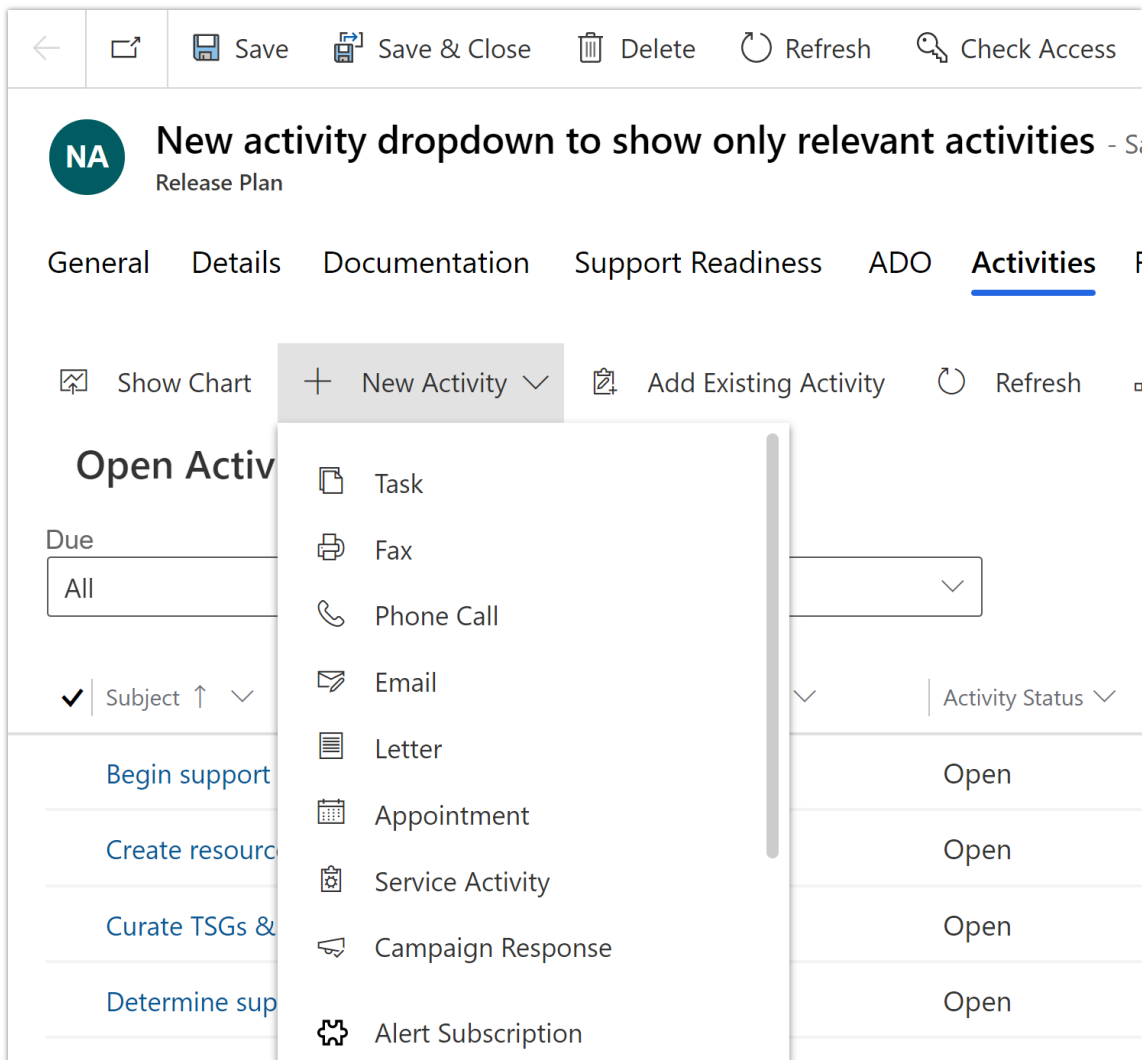 Save Save & Close Delete Refresh Check Access
NA New activity dropdown to show only relevant activities - Sa
Release Plan
General Details Documentation Support Readiness ADO Activities
Show Chart New Activity Add Existing Activity Refresh
Open Activ
Due
All
Task
Fax
Phone Call
Email
Letter
Appointment
Service Activity
Campaign Response
Alert Subscription
Subject Activity Status
Begin support Open
Create resourc Open
Curate TSGs & Open
Determine sup Open